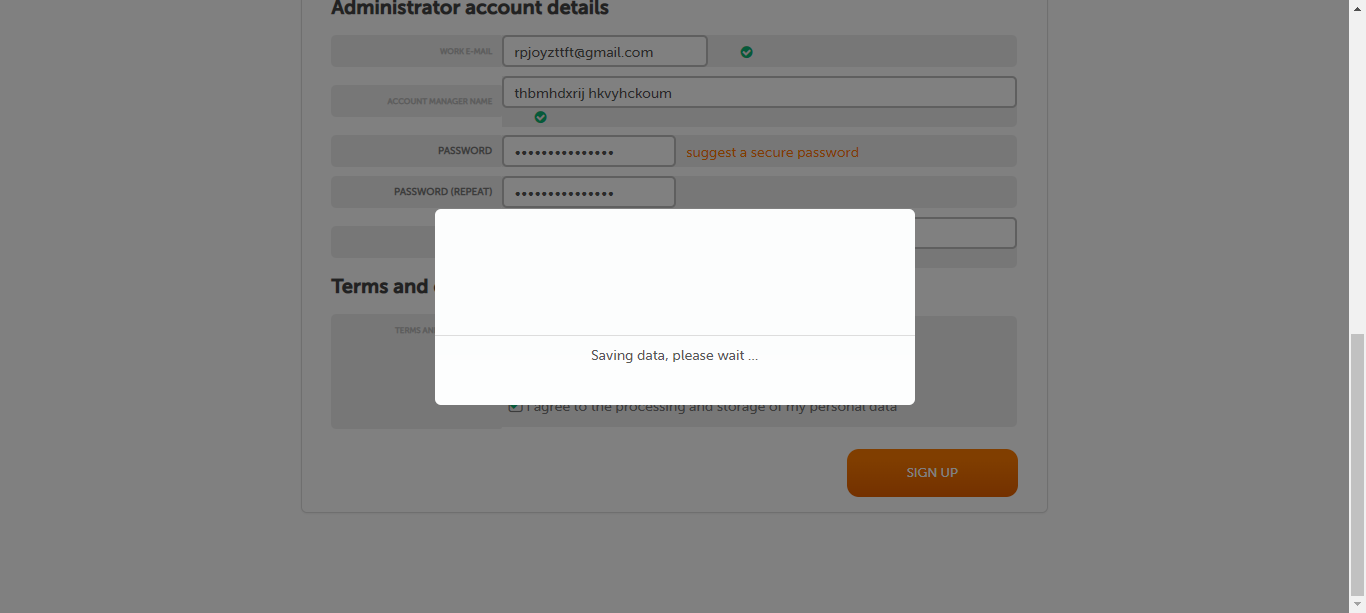 Administrator account details
WORK E-MAIL
rpjoyzttft@gmail.com
ACCOUNT MANAGER NAME
thbmhdxrij hkvyhckoum
PASSWORD
•••••••••••••••
suggest a secure password
PASSWORD (REPEAT)
•••••••••••••••
Terms and
TERMS AN
Saving data, please wait ...
I agree to the processing and storage of my personal data
SIGN UP